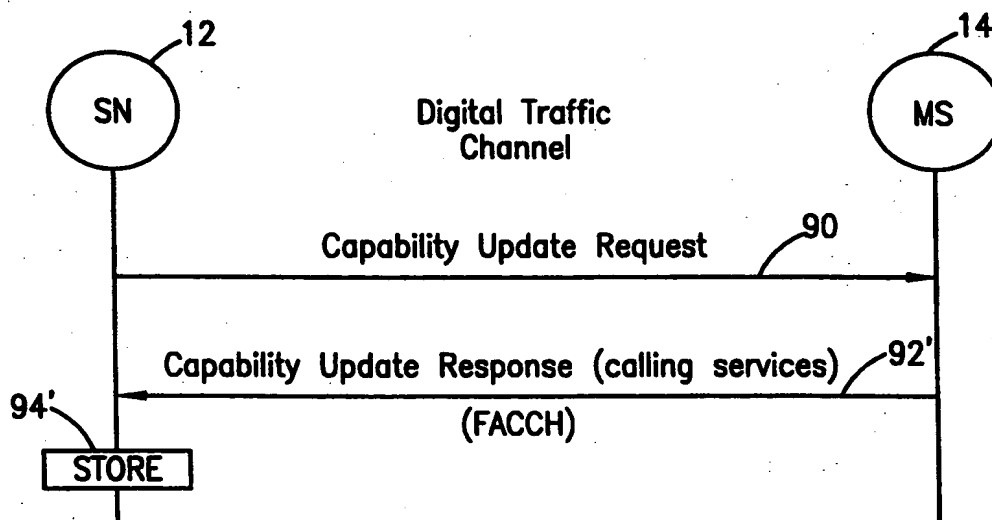 12
14
SN
Digital Traffic
Channel
MS
90
Capability Update Request
92'
Capability Update Response (calling services)
94'
(FACCH)
STORE